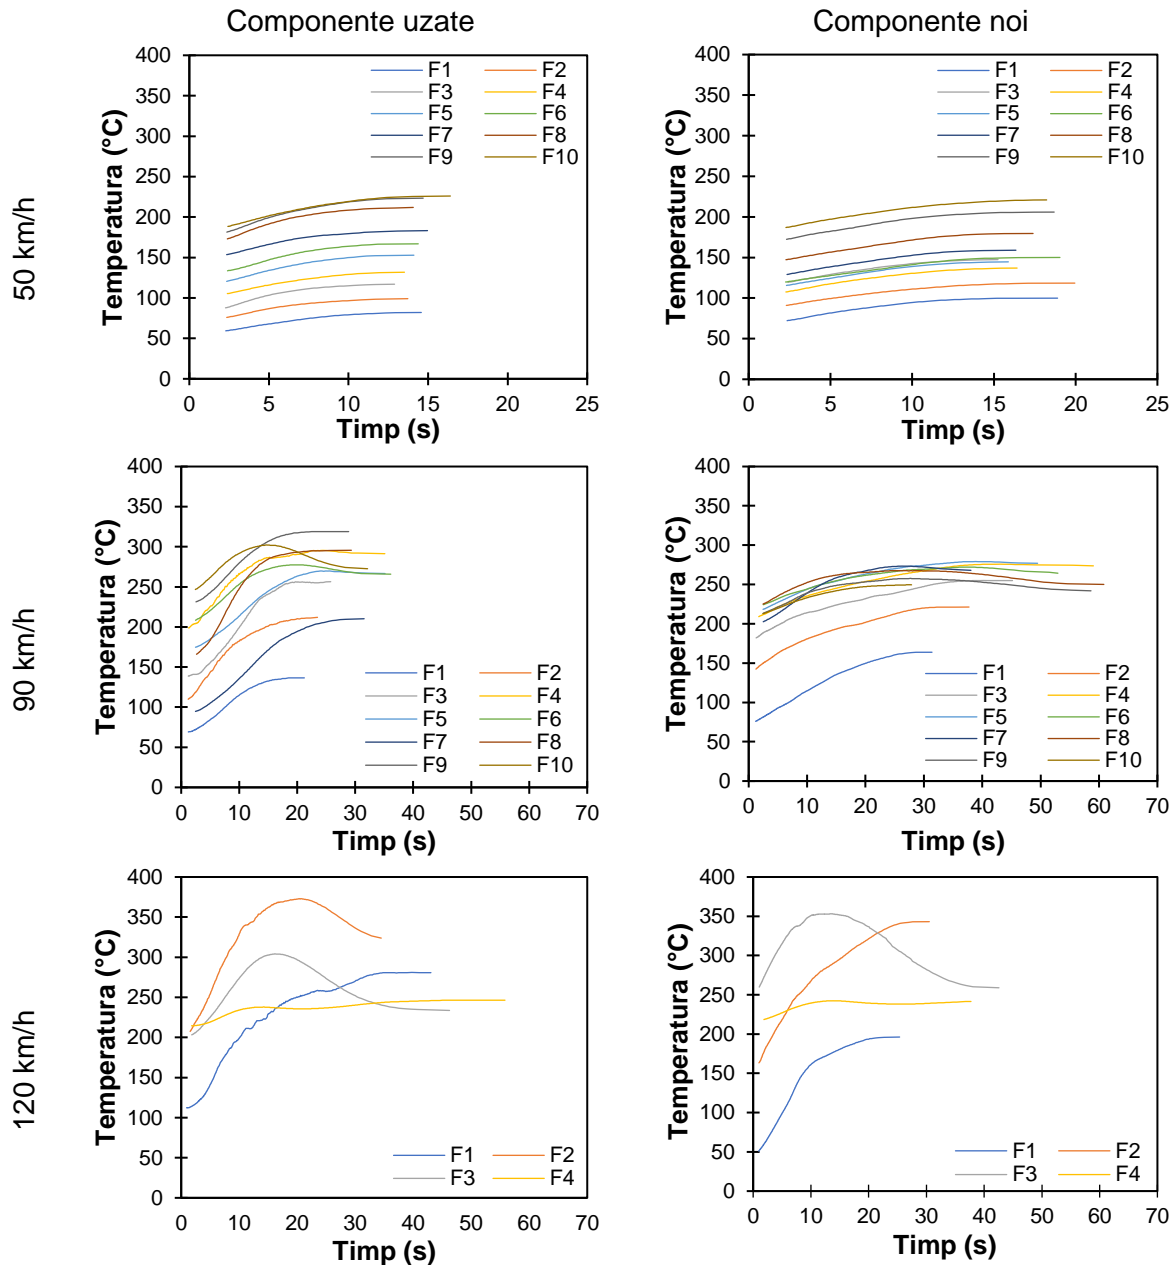 Componente uzate
Componente noi
50 km/h
Temperatura (°C)
400
350
300
250
200
150
100
50
0
0 5 10 15 20 25
Timp (s)
F1 F2
F3 F4
F5 F6
F7 F8
F9 F10
Temperatura (°C)
400
350
300
250
200
150
100
50
0
0 5 10 15 20 25
Timp (s)
F1 F2
F3 F4
F5 F6
F7 F8
F9 F10
90 km/h
Temperatura (°C)
400
350
300
250
200
150
100
50
0
0 10 20 30 40 50 60 70
Timp (s)
F1 F2
F3 F4
F5 F6
F7 F8
F9 F10
Temperatura (°C)
400
350
300
250
200
150
100
50
0
0 10 20 30 40 50 60 70
Timp (s)
F1 F2
F3 F4
F5 F6
F7 F8
F9 F10
120 km/h
Temperatura (°C)
400
350
300
250
200
150
100
50
0
0 10 20 30 40 50 60 70
Timp (s)
F1 F2
F3 F4
Temperatura (°C)
400
350
300
250
200
150
100
50
0
0 10 20 30 40 50 60 70
Timp (s)
F1 F2
F3 F4